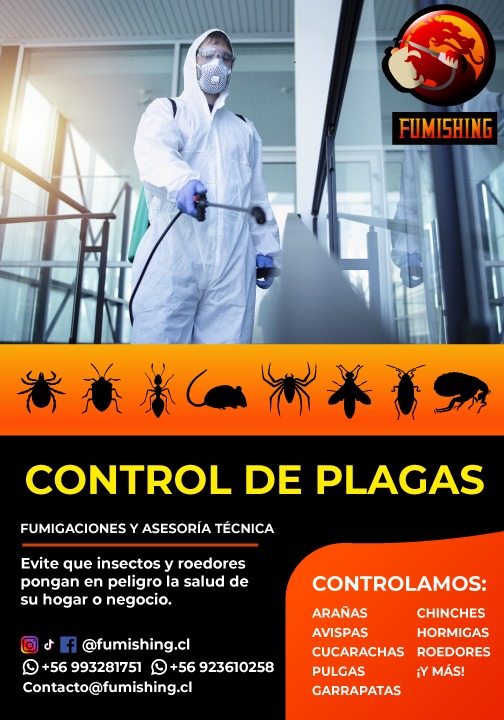 FUMISHING
CONTROL DE PLAGAS
FUMIGACIONES Y ASESORÍA TÉCNICA
Evite que insectos y roedores
pongan en peligro la salud de
su hogar o negocio.
@fumishing.cl
+56 993281751 +56 923610258
Contacto@fumishing.cl
CONTROLAMOS:
ARAÑAS
AVISPAS
CUCARACHAS
PULGAS
GARRAPATAS
CHINCHES
HORMIGAS
ROEDORES
¡Y MÁS!